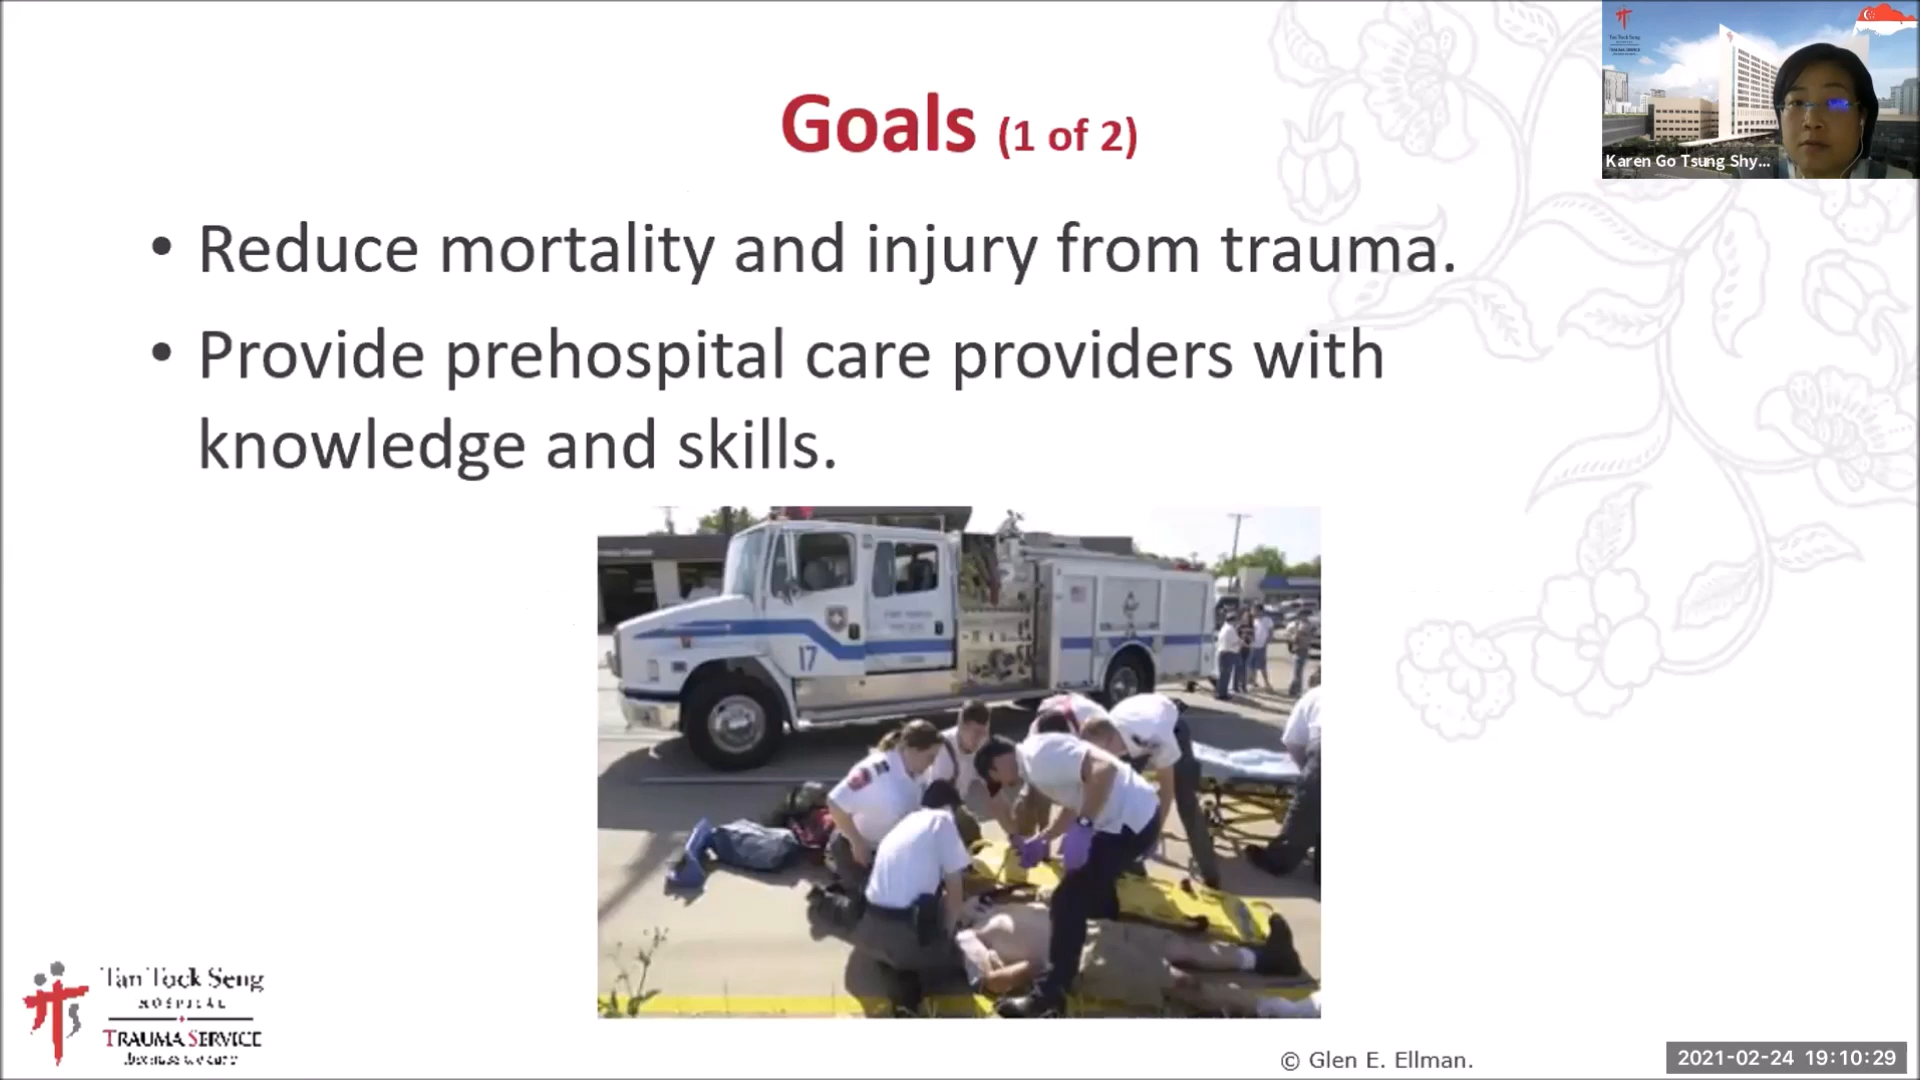 Goals (1 of 2)
Karen Go Tsung Shy...
• Reduce mortality and injury from trauma.
• Provide prehospital care providers with
knowledge and skills.
17
Tan Tock Seng
HOSPITAL
TRAUMA SERVICE
© Glen E. Ellman.
2021-02-24 19:10:29